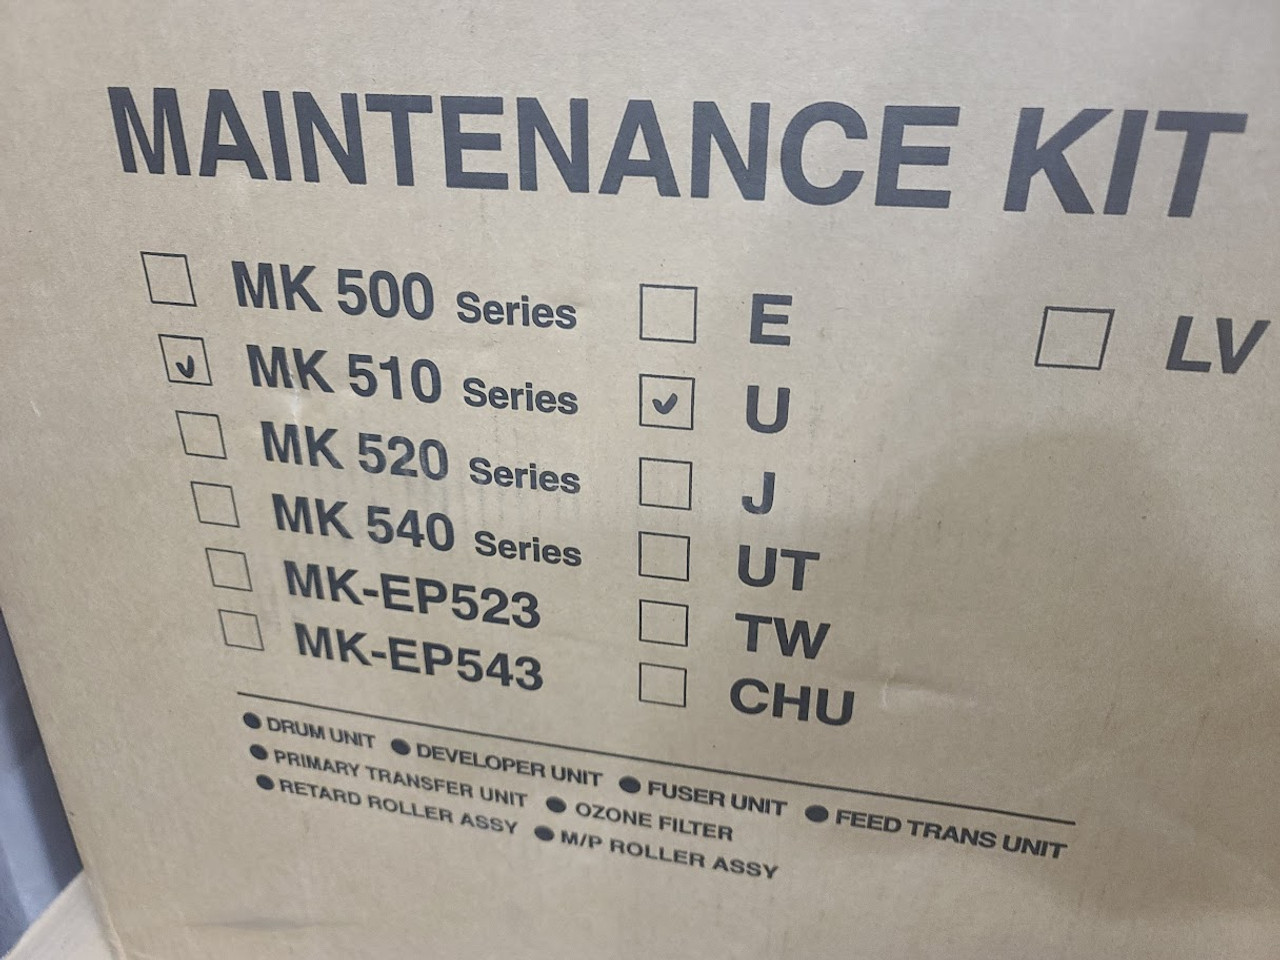 MAINTENANCE KIT
MK 500 Series E LV
MK 510 Series U
MK 520 Series J
MK 540 Series UT
MK-EP523 TW
MK-EP543 CHU
● DRUM UNIT ● DEVELOPER UNIT ● FUSER UNIT ● FEED TRANS UNIT
● PRIMARY TRANSFER UNIT ● OZONE FILTER
● RETARD ROLLER ASSY ● M/P ROLLER ASSY